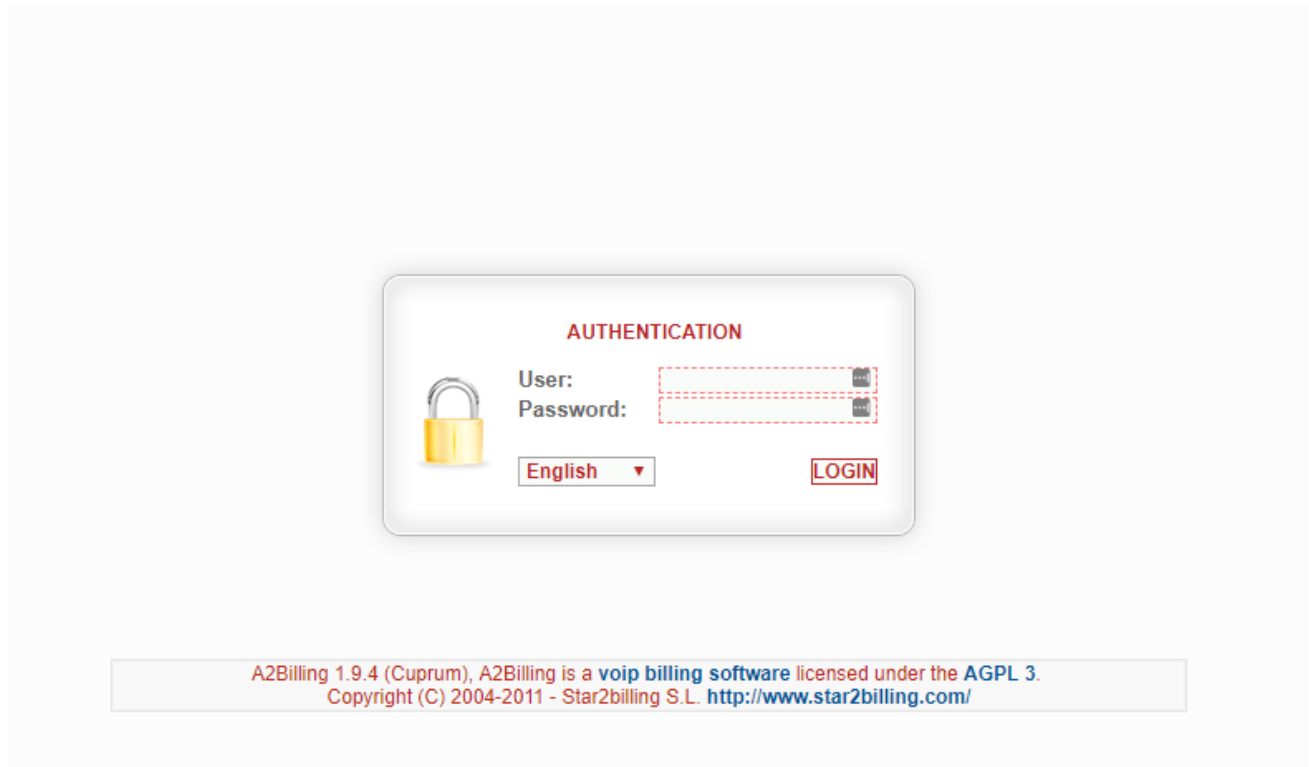 AUTHENTICATION
User:
Password:
English
LOGIN
A2Billing 1.9.4 (Cuprum), A2Billing is a voip billing software licensed under the AGPL 3.
Copyright (C) 2004-2011 - Star2billing S.L. http://www.star2billing.com/